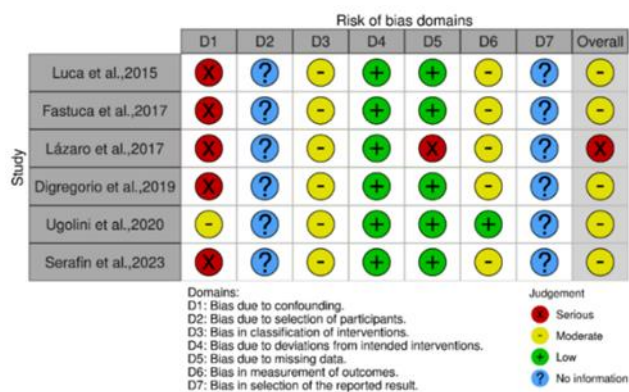 Risk of bias domains
D1 D2 D3 D4 D5 D6 D7 Overall
Study
Luca et al.,2015 X ? - + + - ? -
Fastuca et al.,2017 X ? - + + - ? -
Lázaro et al.,2017 X ? - + X - ? X
Digregorio et al.,2019 X ? - + + - ? -
Ugolini et al.,2020 - ? - + + + ? -
Serafin et al.,2023 X ? - + + - ? -
Domains:
D1: Bias due to confounding.
D2: Bias due to selection of participants.
D3: Bias in classification of interventions.
D4: Bias due to deviations from intended interventions.
D5: Bias due to missing data.
D6: Bias in measurement of outcomes.
D7: Bias in selection of the reported result.
Judgement
X Serious
- Moderate
+ Low
? No information